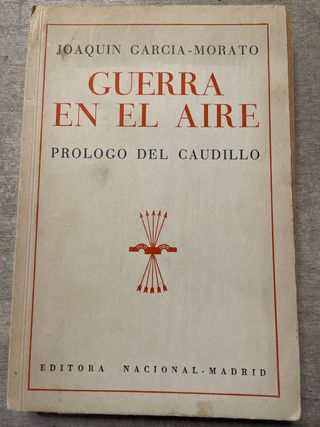 JOAQUIN GARCIA-MORATO
GUERRA
EN EL AIRE
PROLOGO DEL CAUDILLO
EDITORA NACIONAL-MADRID